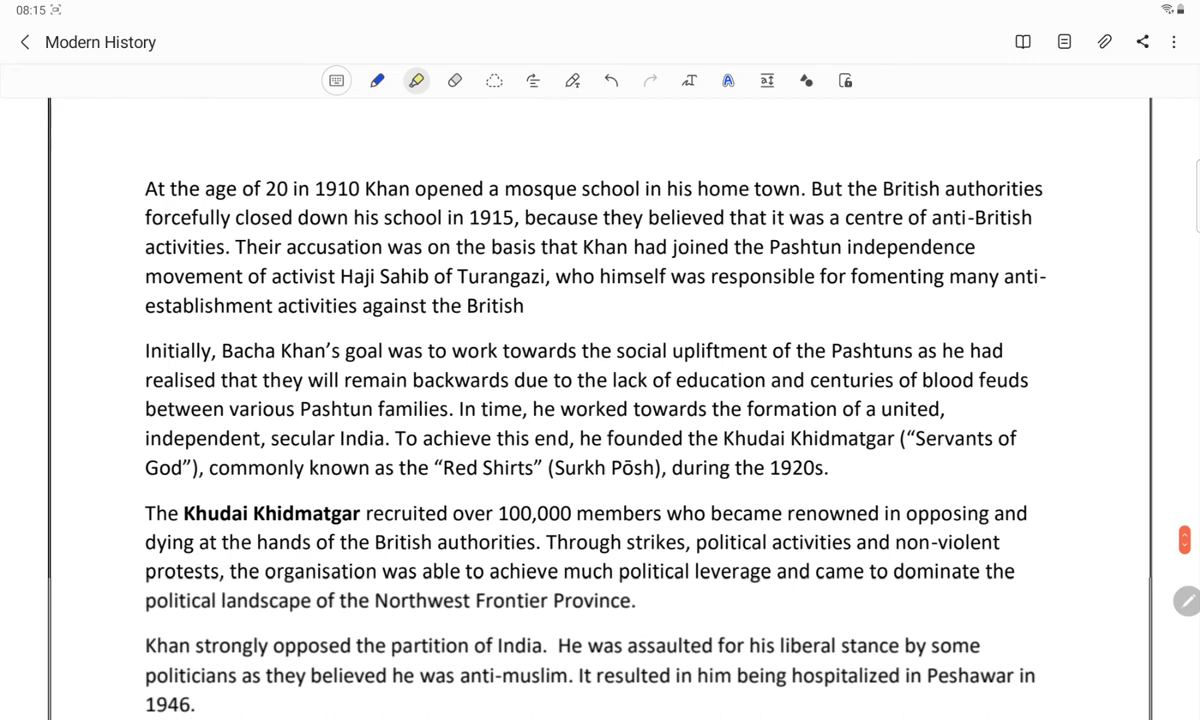 08:15
Modern History
At the age of 20 in 1910 Khan opened a mosque school in his home town. But the British authorities
forcefully closed down his school in 1915, because they believed that it was a centre of anti-British
activities. Their accusation was on the basis that Khan had joined the Pashtun independence
movement of activist Haji Sahib of Turangazi, who himself was responsible for fomenting many anti-
establishment activities against the British
Initially, Bacha Khan’s goal was to work towards the social upliftment of the Pashtuns as he had
realised that they will remain backwards due to the lack of education and centuries of blood feuds
between various Pashtun families. In time, he worked towards the formation of a united,
independent, secular India. To achieve this end, he founded the Khudai Khidmatgar (“Servants of
God”), commonly known as the “Red Shirts” (Surkh Pōsh), during the 1920s.
The Khudai Khidmatgar recruited over 100,000 members who became renowned in opposing and
dying at the hands of the British authorities. Through strikes, political activities and non-violent
protests, the organisation was able to achieve much political leverage and came to dominate the
political landscape of the Northwest Frontier Province.
Khan strongly opposed the partition of India.  He was assaulted for his liberal stance by some
politicians as they believed he was anti-muslim. It resulted in him being hospitalized in Peshawar in
1946.